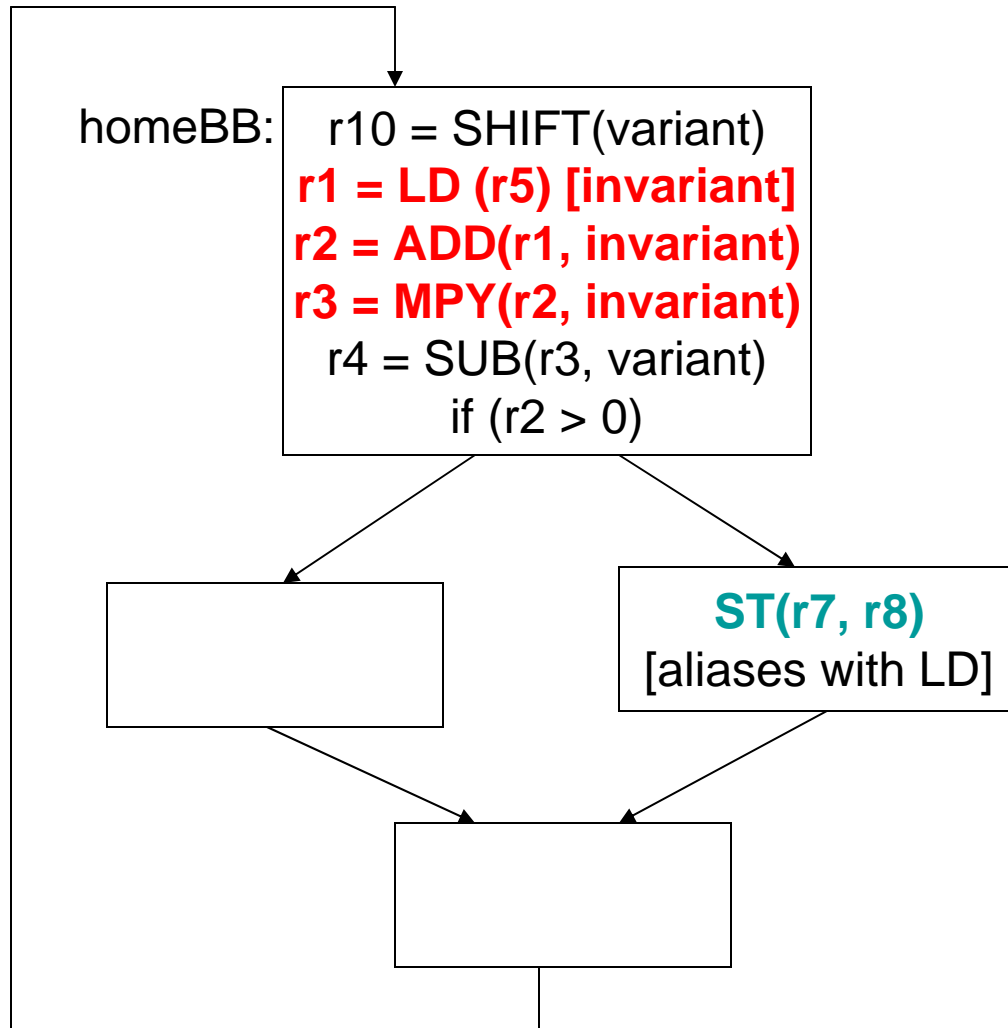 homeBB:
r10 = SHIFT(variant)
r1 = LD (r5) [invariant]
r2 = ADD(r1, invariant)
r3 = MPY(r2, invariant)
r4 = SUB(r3, variant)
if (r2 > 0)
ST(r7, r8)
[aliases with LD]